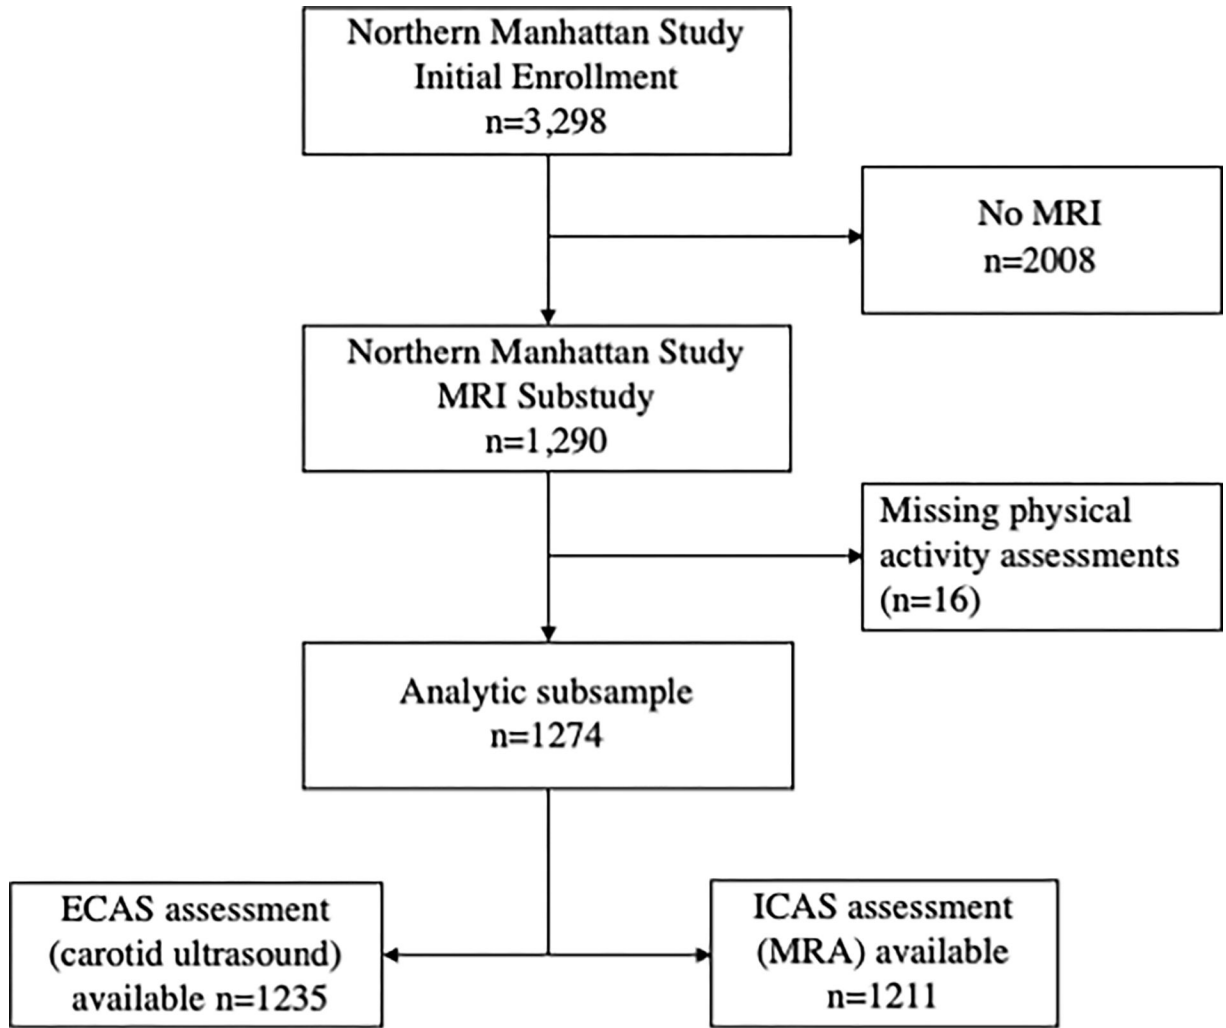 Northern Manhattan Study
Initial Enrollment
n=3,298
No MRI
n=2008
Northern Manhattan Study
MRI Substudy
n=1,290
Missing physical
activity assessments
(n=16)
Analytic subsample
n=1274
ECAS assessment
(carotid ultrasound)
available n=1235
ICAS assessment
(MRA) available
n=1211